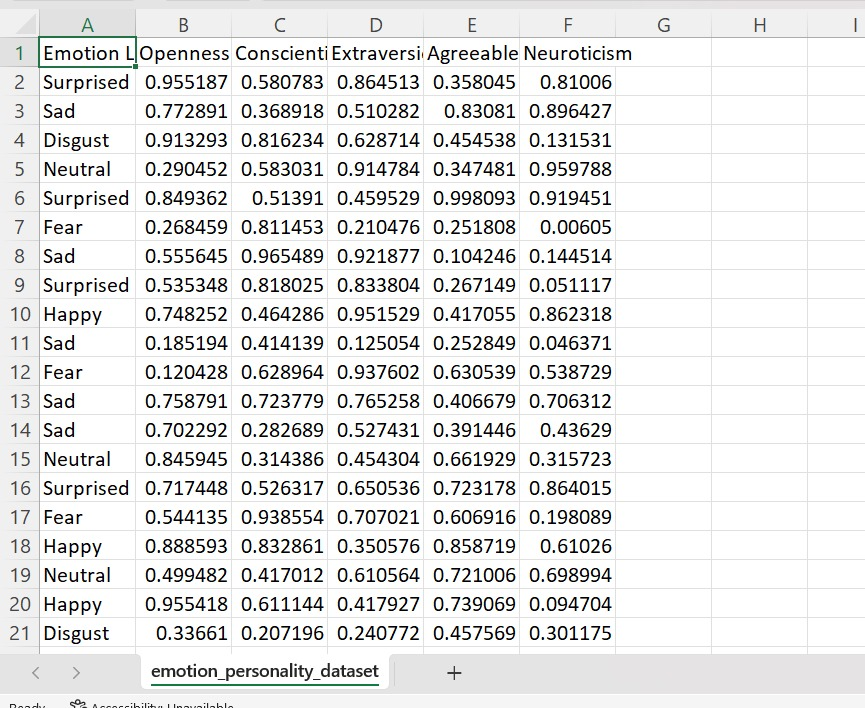 A B C D E F G H I
1 Emotion L Openness Conscienti Extraversi Agreeable Neuroticism
2 Surprised 0.955187 0.580783 0.864513 0.358045 0.81006
3 Sad 0.772891 0.368918 0.510282 0.83081 0.896427
4 Disgust 0.913293 0.816234 0.628714 0.454538 0.131531
5 Neutral 0.290452 0.583031 0.914784 0.347481 0.959788
6 Surprised 0.849362 0.51391 0.459529 0.998093 0.919451
7 Fear 0.268459 0.811453 0.210476 0.251808 0.00605
8 Sad 0.555645 0.965489 0.921877 0.104246 0.144514
9 Surprised 0.535348 0.818025 0.833804 0.267149 0.051117
10 Happy 0.748252 0.464286 0.951529 0.417055 0.862318
11 Sad 0.185194 0.414139 0.125054 0.252849 0.046371
12 Fear 0.120428 0.628964 0.937602 0.630539 0.538729
13 Sad 0.758791 0.723779 0.765258 0.406679 0.706312
14 Sad 0.702292 0.282689 0.527431 0.391446 0.43629
15 Neutral 0.845945 0.314386 0.454304 0.661929 0.315723
16 Surprised 0.717448 0.526317 0.650536 0.723178 0.864015
17 Fear 0.544135 0.938554 0.707021 0.606916 0.198089
18 Happy 0.888593 0.832861 0.350576 0.858719 0.61026
19 Neutral 0.499482 0.417012 0.610564 0.721006 0.698994
20 Happy 0.955418 0.611144 0.417927 0.739069 0.094704
21 Disgust 0.33661 0.207196 0.240772 0.457569 0.301175
emotion_personality_dataset
Ready Accessibility: Unavailable